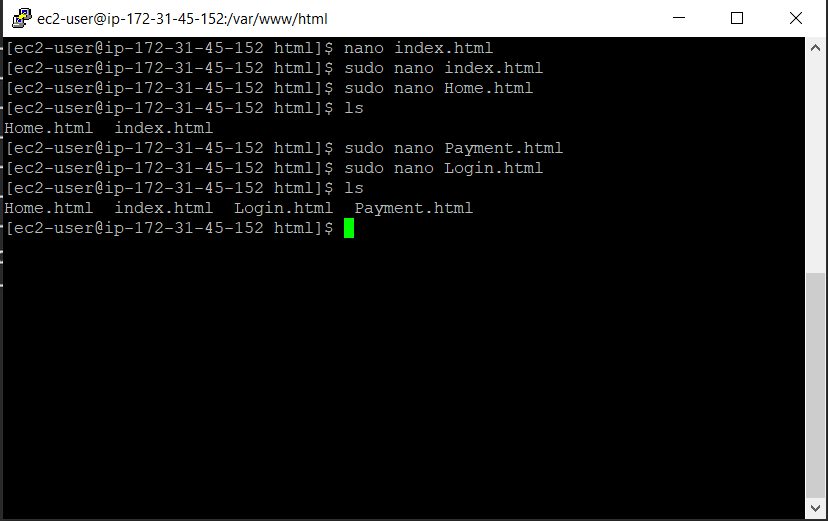 ec2-user@ip-172-31-45-152:/var/www/html
[ec2-user@ip-172-31-45-152 html]$ nano index.html
[ec2-user@ip-172-31-45-152 html]$ sudo nano index.html
[ec2-user@ip-172-31-45-152 html]$ sudo nano Home.html
[ec2-user@ip-172-31-45-152 html]$ ls
Home.html  index.html
[ec2-user@ip-172-31-45-152 html]$ sudo nano Payment.html
[ec2-user@ip-172-31-45-152 html]$ sudo nano Login.html
[ec2-user@ip-172-31-45-152 html]$ ls
Home.html  index.html  Login.html  Payment.html
[ec2-user@ip-172-31-45-152 html]$